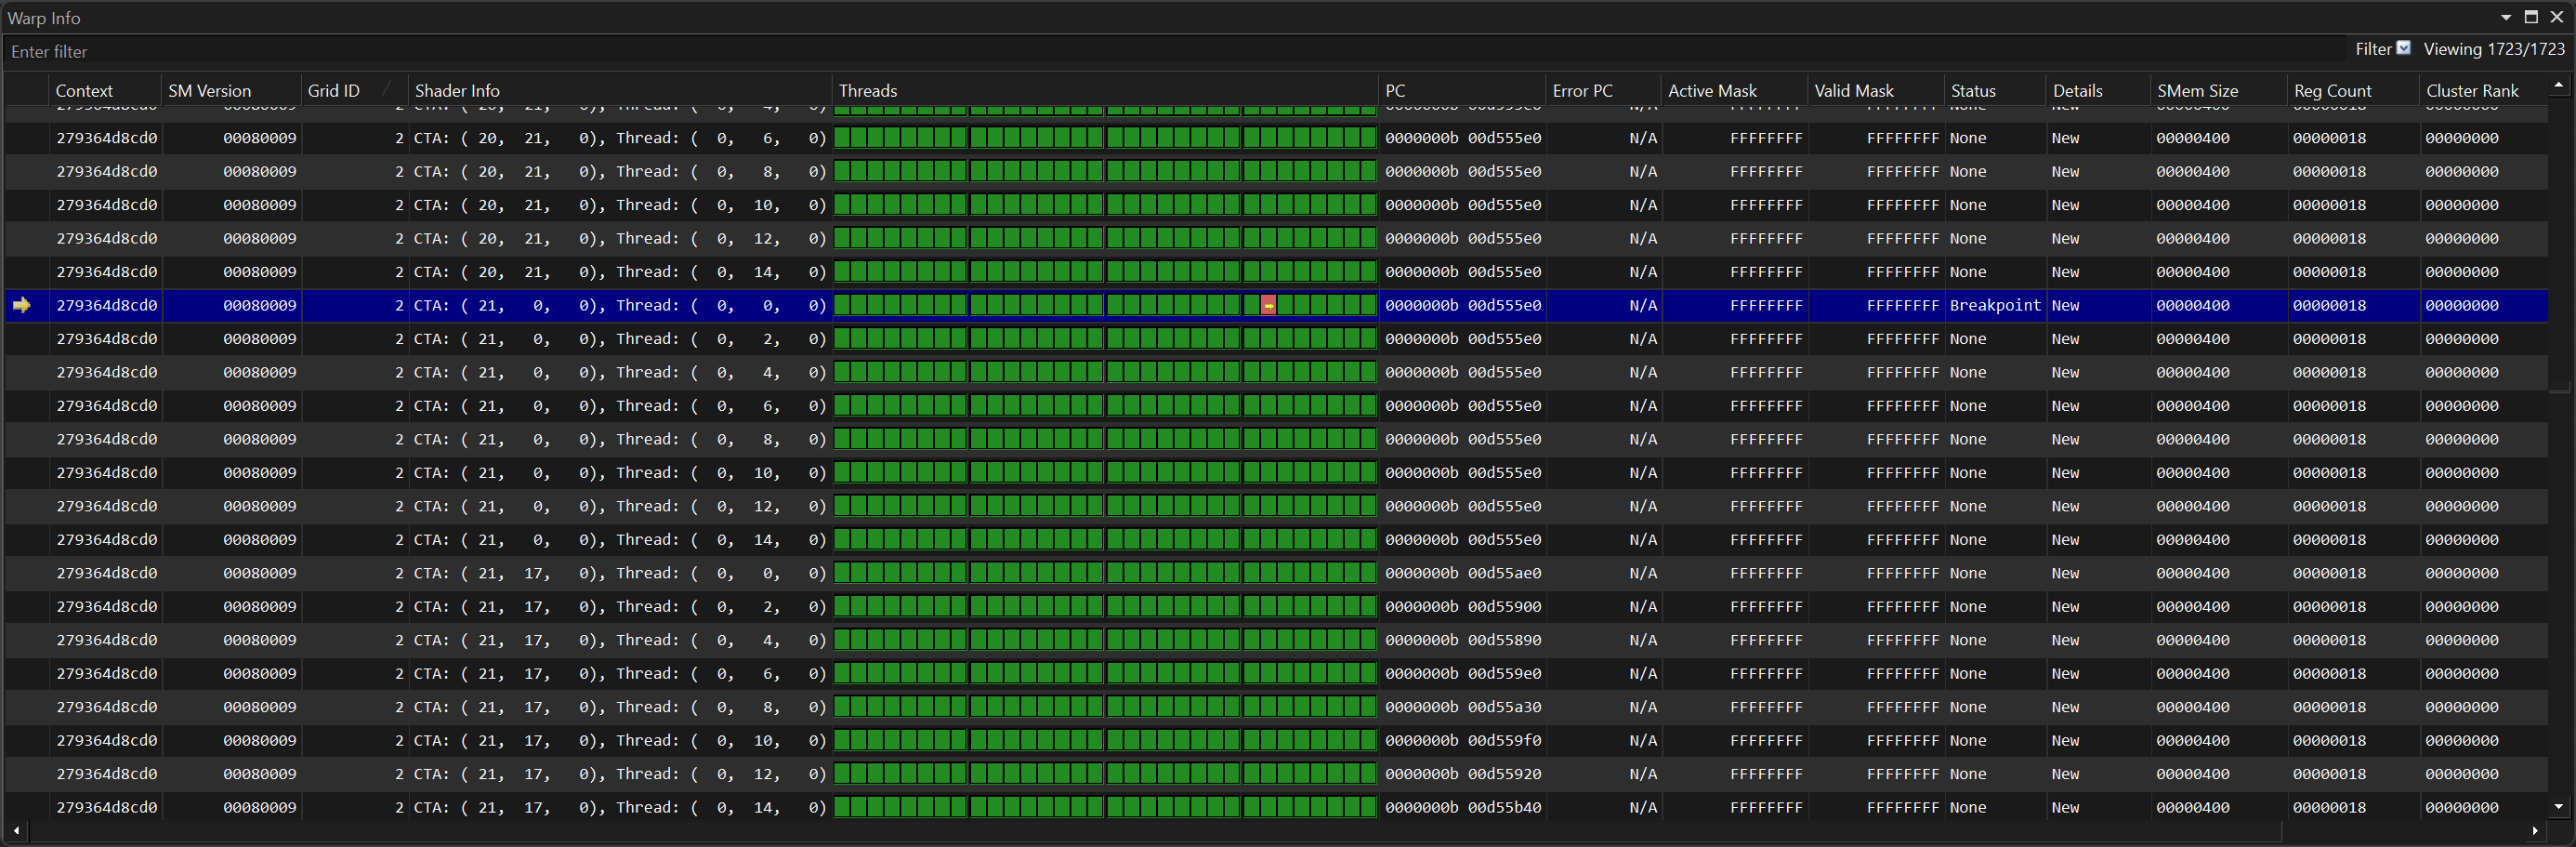 Warp Info
Enter filter Filter Viewing 1723/1723
Context SM Version Grid ID Shader Info Threads PC Error PC Active Mask Valid Mask Status Details SMem Size Reg Count Cluster Rank
279364d8cd0 00080009 2 CTA: ( 20, 21, 0), Thread: ( 0, 4, 0) 0000000b 00d555e0 N/A FFFFFFFF FFFFFFFF None New 00000400 00000018 00000000
279364d8cd0 00080009 2 CTA: ( 20, 21, 0), Thread: ( 0, 6, 0) 0000000b 00d555e0 N/A FFFFFFFF FFFFFFFF None New 00000400 00000018 00000000
279364d8cd0 00080009 2 CTA: ( 20, 21, 0), Thread: ( 0, 8, 0) 0000000b 00d555e0 N/A FFFFFFFF FFFFFFFF None New 00000400 00000018 00000000
279364d8cd0 00080009 2 CTA: ( 20, 21, 0), Thread: ( 0, 10, 0) 0000000b 00d555e0 N/A FFFFFFFF FFFFFFFF None New 00000400 00000018 00000000
279364d8cd0 00080009 2 CTA: ( 20, 21, 0), Thread: ( 0, 12, 0) 0000000b 00d555e0 N/A FFFFFFFF FFFFFFFF None New 00000400 00000018 00000000
279364d8cd0 00080009 2 CTA: ( 20, 21, 0), Thread: ( 0, 14, 0) 0000000b 00d555e0 N/A FFFFFFFF FFFFFFFF None New 00000400 00000018 00000000
279364d8cd0 00080009 2 CTA: ( 21, 0, 0), Thread: ( 0, 0, 0) 0000000b 00d555e0 N/A FFFFFFFF FFFFFFFF Breakpoint New 00000400 00000018 00000000
279364d8cd0 00080009 2 CTA: ( 21, 0, 0), Thread: ( 0, 2, 0) 0000000b 00d555e0 N/A FFFFFFFF FFFFFFFF None New 00000400 00000018 00000000
279364d8cd0 00080009 2 CTA: ( 21, 0, 0), Thread: ( 0, 4, 0) 0000000b 00d555e0 N/A FFFFFFFF FFFFFFFF None New 00000400 00000018 00000000
279364d8cd0 00080009 2 CTA: ( 21, 0, 0), Thread: ( 0, 6, 0) 0000000b 00d555e0 N/A FFFFFFFF FFFFFFFF None New 00000400 00000018 00000000
279364d8cd0 00080009 2 CTA: ( 21, 0, 0), Thread: ( 0, 8, 0) 0000000b 00d555e0 N/A FFFFFFFF FFFFFFFF None New 00000400 00000018 00000000
279364d8cd0 00080009 2 CTA: ( 21, 0, 0), Thread: ( 0, 10, 0) 0000000b 00d555e0 N/A FFFFFFFF FFFFFFFF None New 00000400 00000018 00000000
279364d8cd0 00080009 2 CTA: ( 21, 0, 0), Thread: ( 0, 12, 0) 0000000b 00d555e0 N/A FFFFFFFF FFFFFFFF None New 00000400 00000018 00000000
279364d8cd0 00080009 2 CTA: ( 21, 0, 0), Thread: ( 0, 14, 0) 0000000b 00d555e0 N/A FFFFFFFF FFFFFFFF None New 00000400 00000018 00000000
279364d8cd0 00080009 2 CTA: ( 21, 17, 0), Thread: ( 0, 0, 0) 0000000b 00d55ae0 N/A FFFFFFFF FFFFFFFF None New 00000400 00000018 00000000
279364d8cd0 00080009 2 CTA: ( 21, 17, 0), Thread: ( 0, 2, 0) 0000000b 00d55900 N/A FFFFFFFF FFFFFFFF None New 00000400 00000018 00000000
279364d8cd0 00080009 2 CTA: ( 21, 17, 0), Thread: ( 0, 4, 0) 0000000b 00d55890 N/A FFFFFFFF FFFFFFFF None New 00000400 00000018 00000000
279364d8cd0 00080009 2 CTA: ( 21, 17, 0), Thread: ( 0, 6, 0) 0000000b 00d559e0 N/A FFFFFFFF FFFFFFFF None New 00000400 00000018 00000000
279364d8cd0 00080009 2 CTA: ( 21, 17, 0), Thread: ( 0, 8, 0) 0000000b 00d55a30 N/A FFFFFFFF FFFFFFFF None New 00000400 00000018 00000000
279364d8cd0 00080009 2 CTA: ( 21, 17, 0), Thread: ( 0, 10, 0) 0000000b 00d559f0 N/A FFFFFFFF FFFFFFFF None New 00000400 00000018 00000000
279364d8cd0 00080009 2 CTA: ( 21, 17, 0), Thread: ( 0, 12, 0) 0000000b 00d55920 N/A FFFFFFFF FFFFFFFF None New 00000400 00000018 00000000
279364d8cd0 00080009 2 CTA: ( 21, 17, 0), Thread: ( 0, 14, 0) 0000000b 00d55b40 N/A FFFFFFFF FFFFFFFF None New 00000400 00000018 00000000